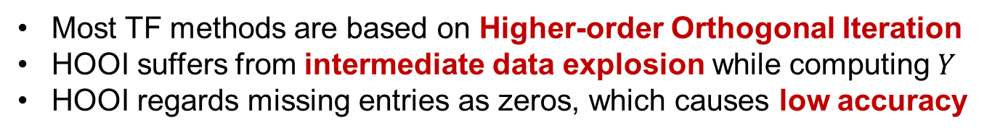 • Most TF methods are based on Higher-order Orthogonal Iteration
• HOOI suffers from intermediate data explosion while computing Y
• HOOI regards missing entries as zeros, which causes low accuracy